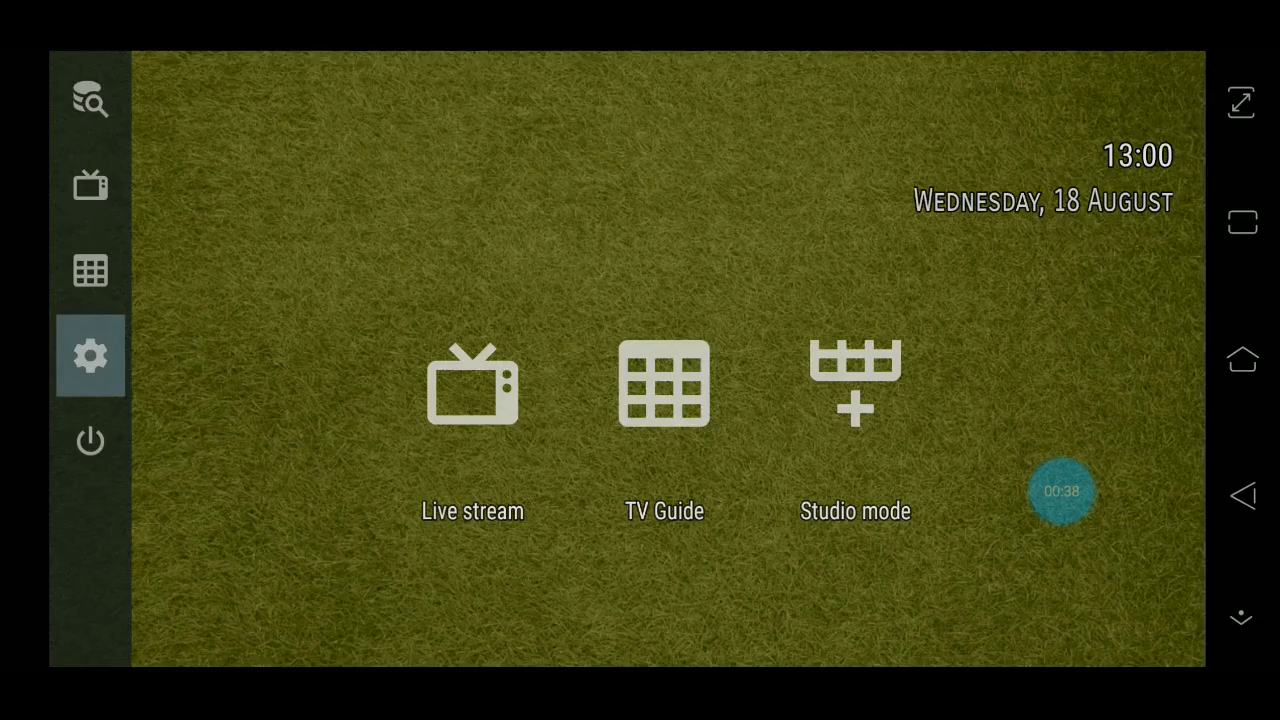 13:00
WEDNESDAY, 18 AUGUST
Live stream
TV Guide
Studio mode
00:38